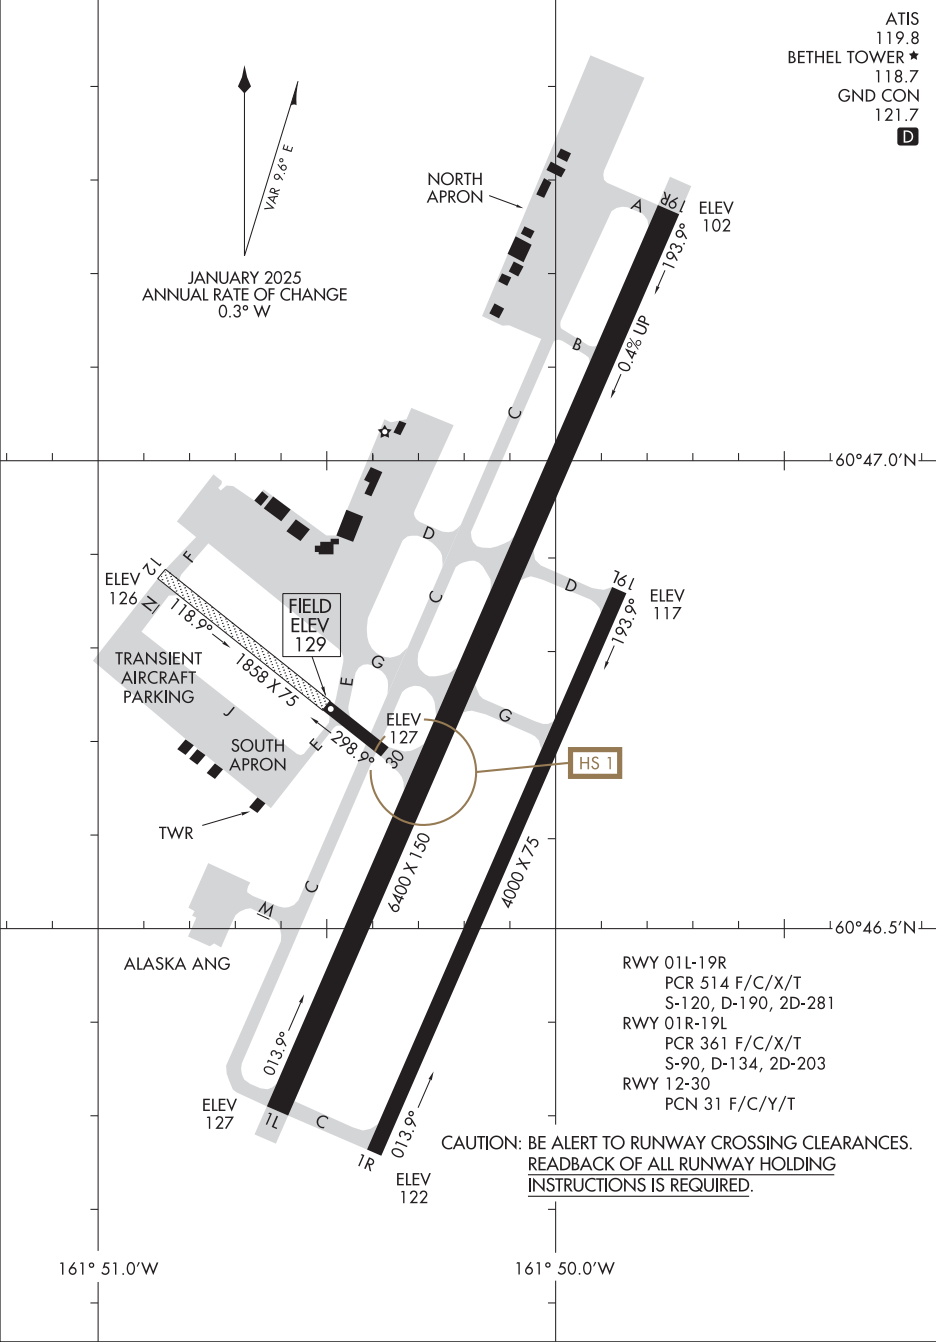 ATIS
119.8
BETHEL TOWER ★
118.7
GND CON
121.7
D
VAR 9.6° E
JANUARY 2025
ANNUAL RATE OF CHANGE
0.3° W
NORTH
APRON
A
19R
ELEV
102
193.9°
0.4% UP
B
C
60°47.0'N
D
C
D
19L
ELEV
117
193.9°
F
12
ELEV
126
N
118.9°
1858 X 75
FIELD
ELEV
129
TRANSIENT
AIRCRAFT
PARKING
G
E
J
G
ELEV
127
SOUTH
APRON
E
298.9°
30
HS 1
TWR
6400 X 150
4000 X 75
C
M
60°46.5'N
ALASKA ANG
RWY 01L-19R
PCR 514 F/C/X/T
S-120, D-190, 2D-281
RWY 01R-19L
PCR 361 F/C/X/T
S-90, D-134, 2D-203
RWY 12-30
PCN 31 F/C/Y/T
013.9°
ELEV
127
1L
C
013.9°
1R
ELEV
122
CAUTION: BE ALERT TO RUNWAY CROSSING CLEARANCES.
READBACK OF ALL RUNWAY HOLDING
INSTRUCTIONS IS REQUIRED.
161° 51.0'W
161° 50.0'W